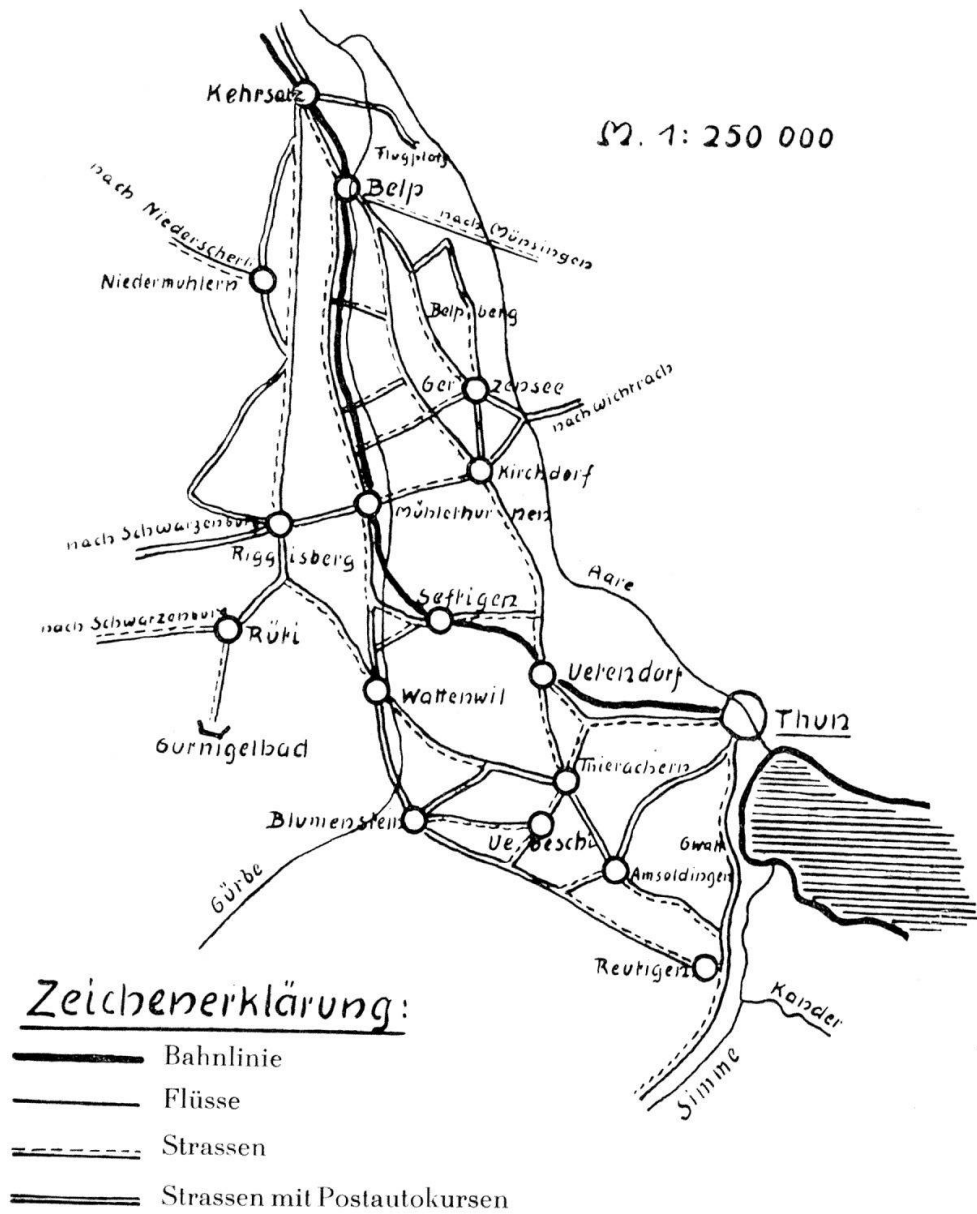 Kehrsatz
M. 1: 250 000
Flugplatz
Belp
nach Niederscherli
nach Münsingen
Niedermuhlern
Belpberg
Gerzensee
nach Wichtrach
Kirchdorf
Mühlethurnen
nach Schwarzenburg
Riggisberg
Aare
Seftigen
nach Schwarzenburg
Rüti
Uetendorf
Wattenwil
Thun
Gurnigelbad
Thierachern
Blumenstein
Uebeschi
Gwatt
Amsoldingen
Gürbe
Reutigen
Kander
Simme
Zeichenerklärung:
Bahnlinie
Flüsse
Strassen
Strassen mit Postautokursen